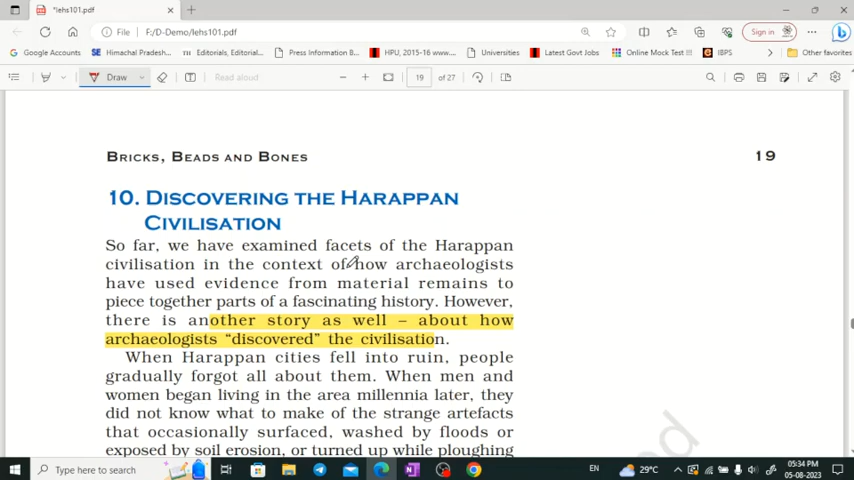 *lehs101.pdf
File | F:/D-Demo/lehs101.pdf
Sign in
Google Accounts
Himachal Pradesh...
Editorials, Editorial...
Press Information B...
HPU, 2015-16 www....
Universities
Latest Govt Jobs
Online Mock Test !!!
IBPS
Other favorites
Draw
Read aloud
19 of 27
BRICKS, BEADS AND BONES
19
10. DISCOVERING THE HARAPPAN
CIVILISATION
So far, we have examined facets of the Harappan
civilisation in the context of how archaeologists
have used evidence from material remains to
piece together parts of a fascinating history. However,
there is another story as well – about how
archaeologists “discovered” the civilisation.
When Harappan cities fell into ruin, people
gradually forgot all about them. When men and
women began living in the area millennia later, they
did not know what to make of the strange artefacts
that occasionally surfaced, washed by floods or
exposed by soil erosion, or turned up while ploughing
Type here to search
29°C
EN
05:34 PM
05-08-2023